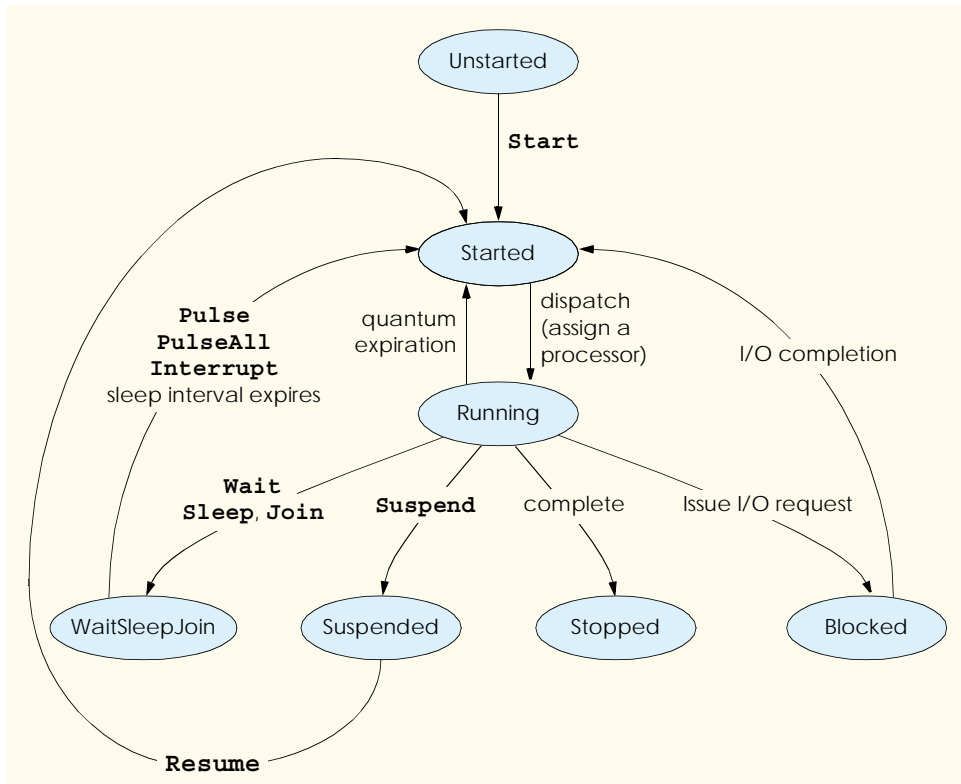 Unstarted
Start
Started
quantum
expiration
dispatch
(assign a
processor)
Pulse
PulseAll
Interrupt
sleep interval expires
I/O completion
Running
Wait
Sleep, Join
Suspend
complete
Issue I/O request
WaitSleepJoin
Suspended
Stopped
Blocked
Resume